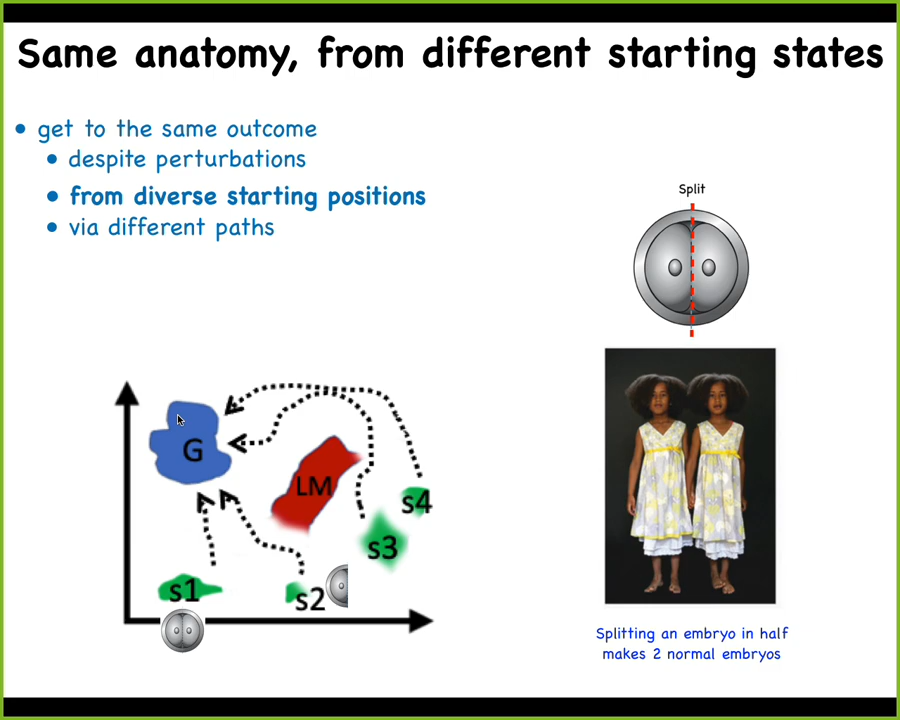 Same anatomy, from different starting states
• get to the same outcome
• despite perturbations
• from diverse starting positions
• via different paths
Split
G
LM
s4
s3
s1
s2
Splitting an embryo in half
makes 2 normal embryos